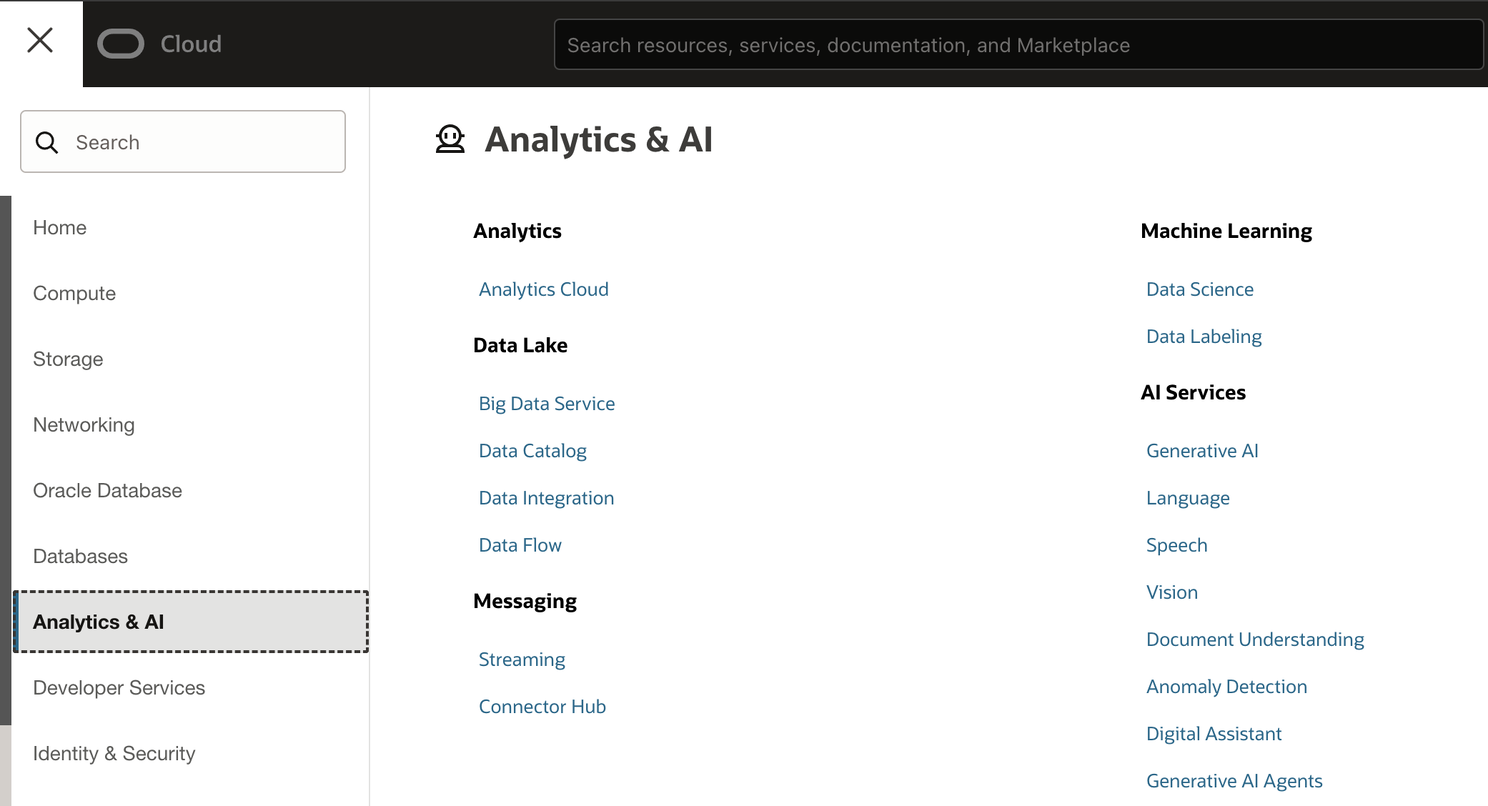 Cloud
Search resources, services, documentation, and Marketplace
Search
Home
Compute
Storage
Networking
Oracle Database
Databases
Analytics & AI
Developer Services
Identity & Security
Analytics & AI
Analytics
Analytics Cloud
Data Lake
Big Data Service
Data Catalog
Data Integration
Data Flow
Messaging
Streaming
Connector Hub
Machine Learning
Data Science
Data Labeling
AI Services
Generative AI
Language
Speech
Vision
Document Understanding
Anomaly Detection
Digital Assistant
Generative AI Agents